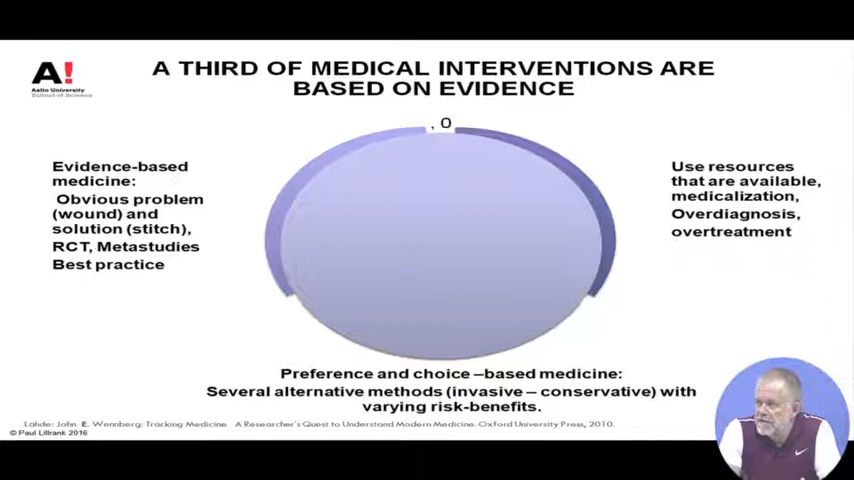 A THIRD OF MEDICAL INTERVENTIONS ARE
BASED ON EVIDENCE
A!
Aalto University
School of Science
, 0
Evidence-based
medicine:
Obvious problem
(wound) and
solution (stitch),
RCT, Metastudies
Best practice
Use resources
that are available,
medicalization,
Overdiagnosis,
overtreatment
Preference and choice –based medicine:
Several alternative methods (invasive – conservative) with
varying risk-benefits.
Lähde: John E. Wennberg: Tracking Medicine. A Researcher's Quest to Understand Modern Medicine. Oxford University Press, 2010.
© Paul Lillrank 2016